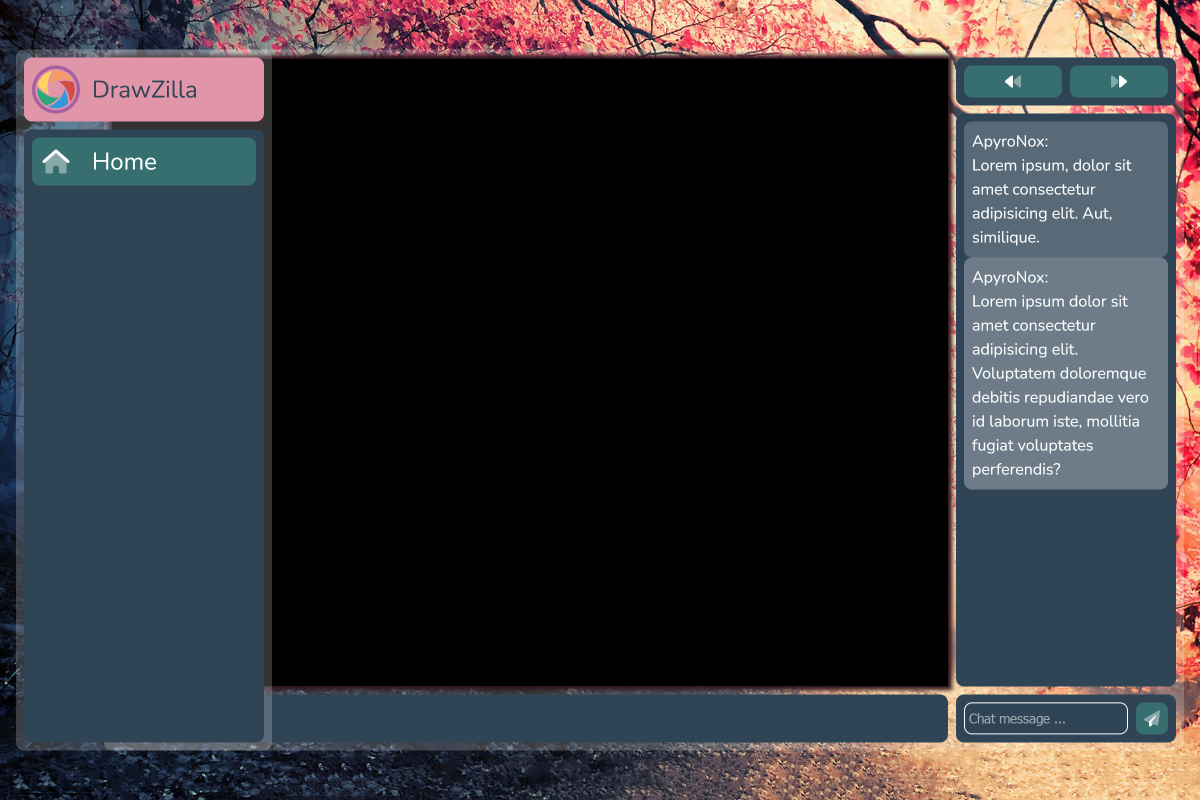 DrawZilla
Home
ApyroNox:
Lorem ipsum, dolor sit
amet consectetur
adipisicing elit. Aut,
similique.
ApyroNox:
Lorem ipsum dolor sit
amet consectetur
adipisicing elit.
Voluptatem doloremque
debitis repudiandae vero
id laborum iste, mollitia
fugiat voluptates
perferendis?
Chat message ...